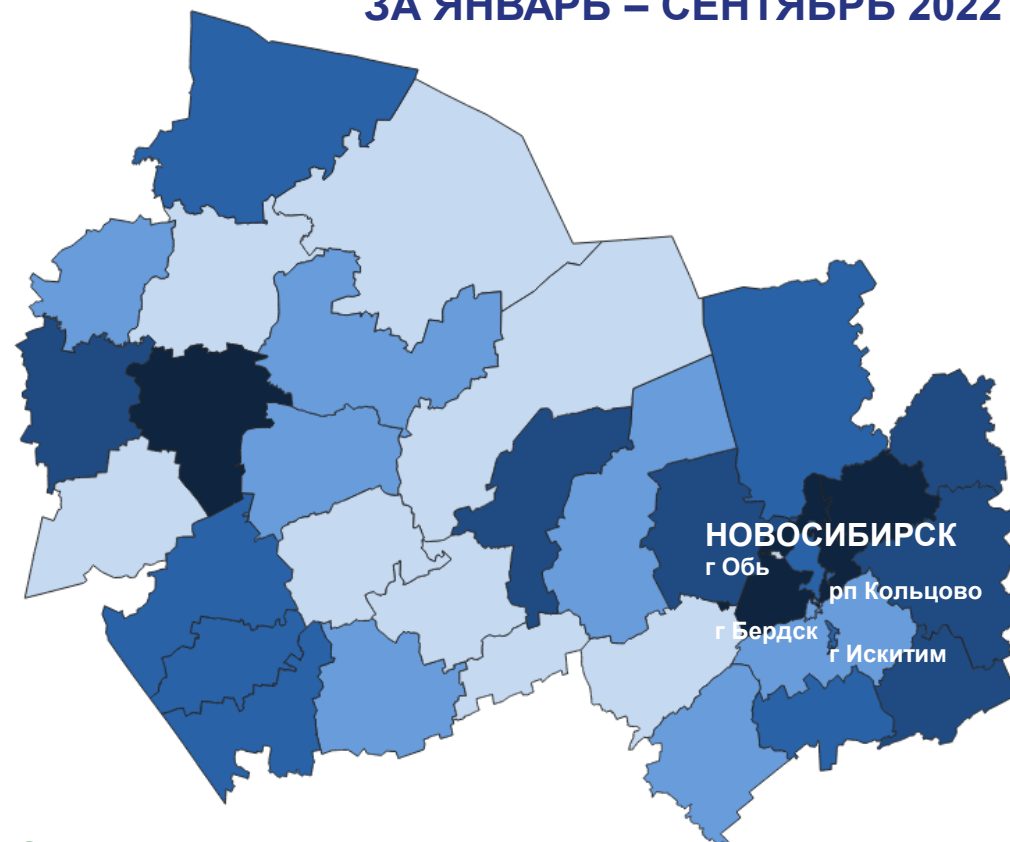 ЗА ЯНВАРЬ – СЕНТЯБРЬ 2022
НОВОСИБИРСК
г Обь
рп Кольцово
г Бердск
г Искитим